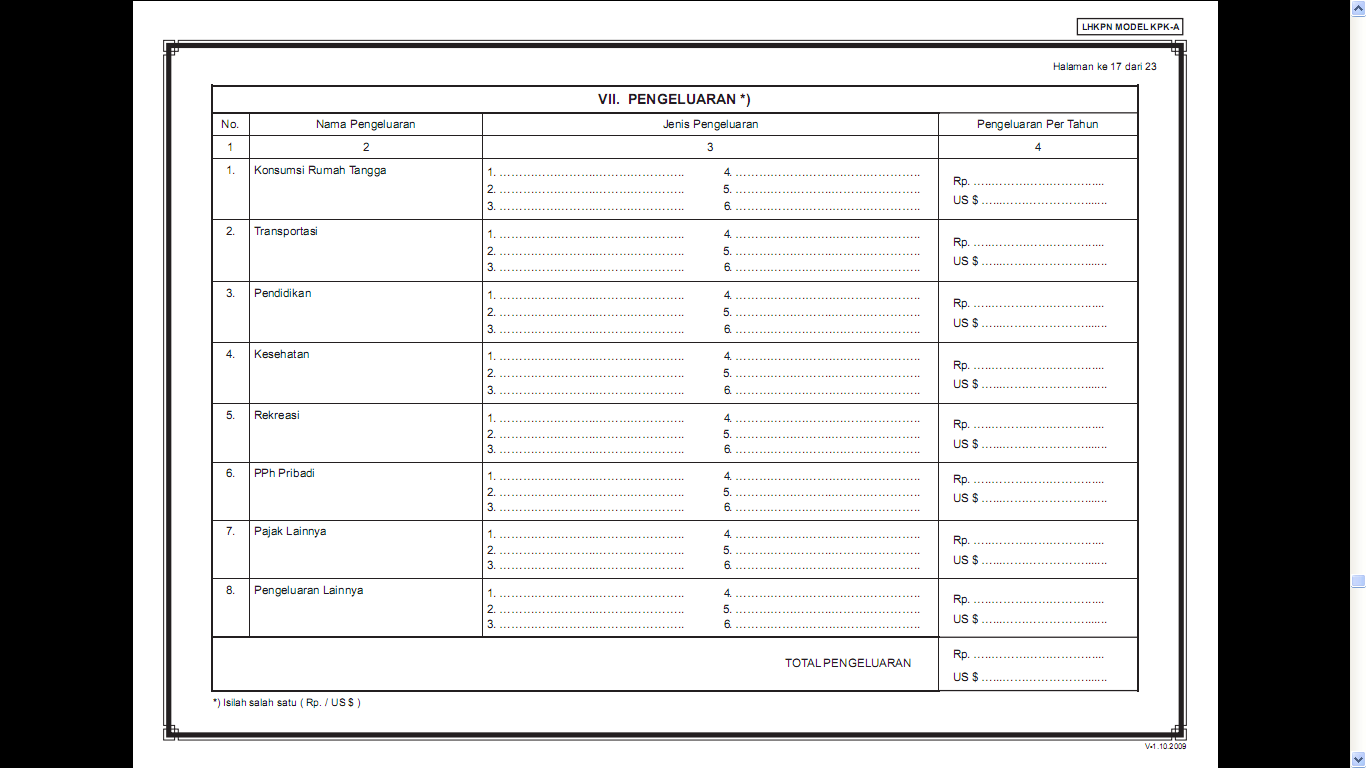 LHKPN MODEL KPK-A
Halaman ke 17 dari 23
VII. PENGELUARAN *)
No. Nama Pengeluaran Jenis Pengeluaran Pengeluaran Per Tahun
1 2 3 4
1. Konsumsi Rumah Tangga
1. ........................................ 4. ........................................
2. ........................................ 5. ........................................
3. ........................................ 6. ........................................
Rp. ........................................
US $ ........................................
2. Transportasi
1. ........................................ 4. ........................................
2. ........................................ 5. ........................................
3. ........................................ 6. ........................................
Rp. ........................................
US $ ........................................
3. Pendidikan
1. ........................................ 4. ........................................
2. ........................................ 5. ........................................
3. ........................................ 6. ........................................
Rp. ........................................
US $ ........................................
4. Kesehatan
1. ........................................ 4. ........................................
2. ........................................ 5. ........................................
3. ........................................ 6. ........................................
Rp. ........................................
US $ ........................................
5. Rekreasi
1. ........................................ 4. ........................................
2. ........................................ 5. ........................................
3. ........................................ 6. ........................................
Rp. ........................................
US $ ........................................
6. PPh Pribadi
1. ........................................ 4. ........................................
2. ........................................ 5. ........................................
3. ........................................ 6. ........................................
Rp. ........................................
US $ ........................................
7. Pajak Lainnya
1. ........................................ 4. ........................................
2. ........................................ 5. ........................................
3. ........................................ 6. ........................................
Rp. ........................................
US $ ........................................
8. Pengeluaran Lainnya
1. ........................................ 4. ........................................
2. ........................................ 5. ........................................
3. ........................................ 6. ........................................
Rp. ........................................
US $ ........................................
TOTAL PENGELUARAN
Rp. ........................................
US $ ........................................
*) Isilah salah satu ( Rp. / US $ )
V-1.10.2009